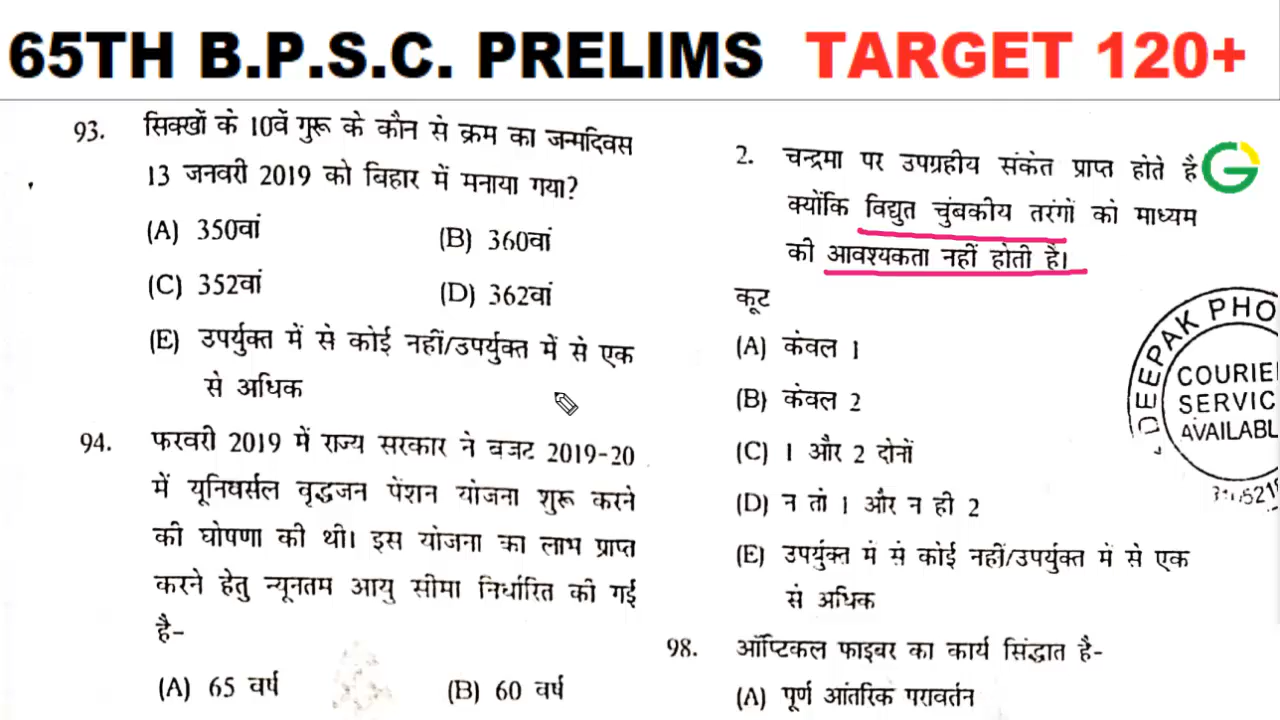 65TH B.P.S.C. PRELIMS TARGET 120+
93. सिक्खों के 10वें गुरू के कौन से क्रम का जन्मदिवस
13 जनवरी 2019 को बिहार में मनाया गया?
(A) 350वां (B) 360वां
(C) 352वां (D) 362वां
(E) उपर्युक्त में से कोई नहीं/उपर्युक्त में से एक
से अधिक
94. फरवरी 2019 में राज्य सरकार ने बजट 2019-20
में यूनिवर्सल वृद्धजन पेंशन योजना शुरू करने
की घोषणा की थी। इस योजना का लाभ प्राप्त
करने हेतु न्यूनतम आयु सीमा निर्धारित की गई
है-
(A) 65 वर्ष (B) 60 वर्ष
2. चन्द्रमा पर उपग्रहीय संकेत प्राप्त होते है
क्योंकि विद्युत चुंबकीय तरंगों को माध्यम
की आवश्यकता नहीं होती है।
कूट
(A) केवल 1
(B) केवल 2
(C) 1 और 2 दोनों
(D) न तो 1 और न ही 2
(E) उपर्युक्त में से कोई नहीं/उपर्युक्त में से एक
से अधिक
98. ऑप्टिकल फाइबर का कार्य सिंद्धात है-
(A) पूर्ण आंतरिक परावर्तन
G
DEEPAK PHO
COURIE
SERVIC
AVAILABL